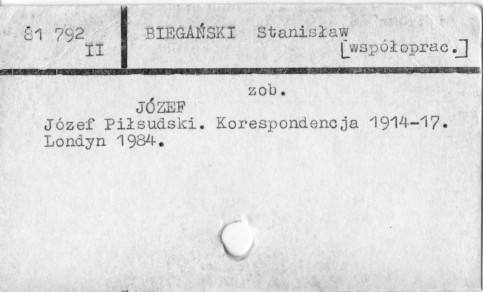 81 792
II
BIEGAŃSKI Stanisław
[współoprac.]
zob.
JÓZEF
Józef Piłsudski. Korespondencja 1914-17.
Londyn 1984.